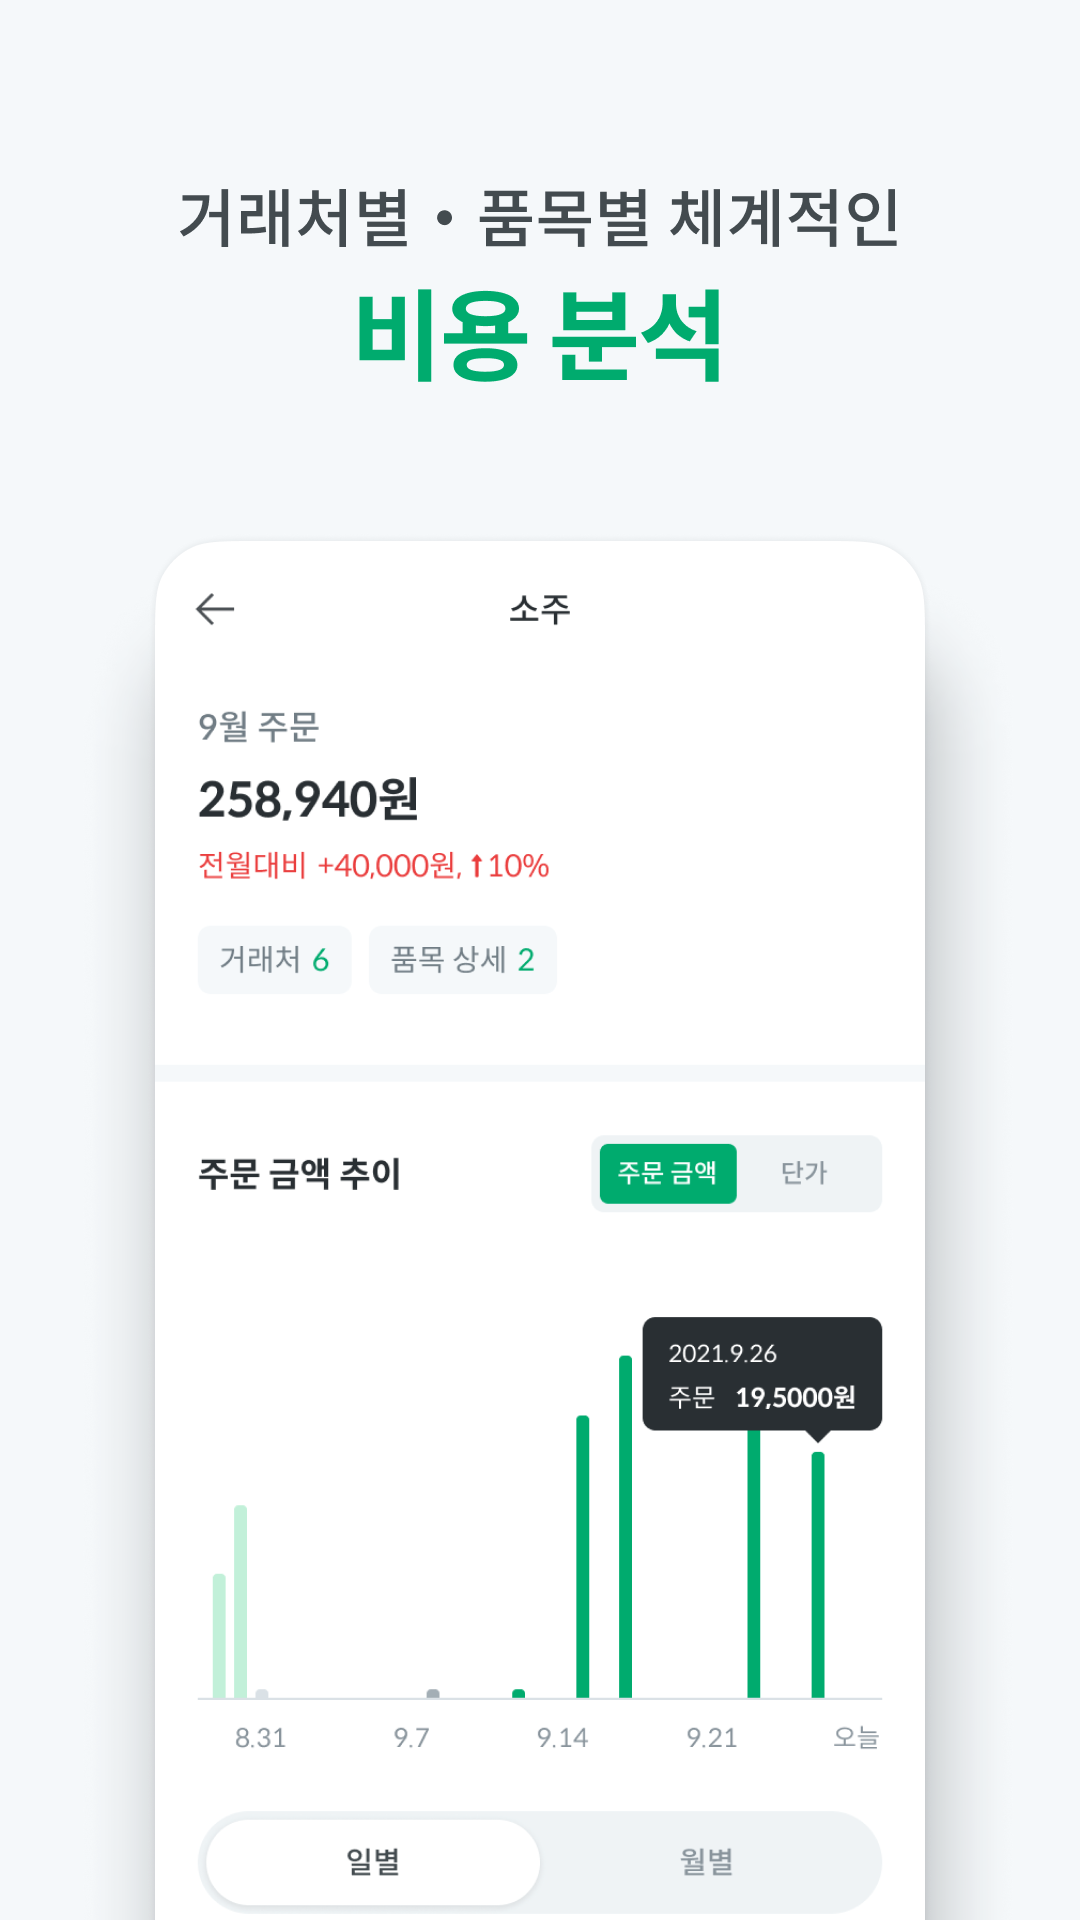 거래처별 • 품목별 체계적인
비용 분석
소주
9월 주문
258,940원
전월대비 +40,000원, ⬆10%
거래처 6 품목 상세 2
주문 금액 추이 주문 금액 단가
2021.9.26
주문 19,5000원
8.31 9.7 9.14 9.21 오늘
일별 월별